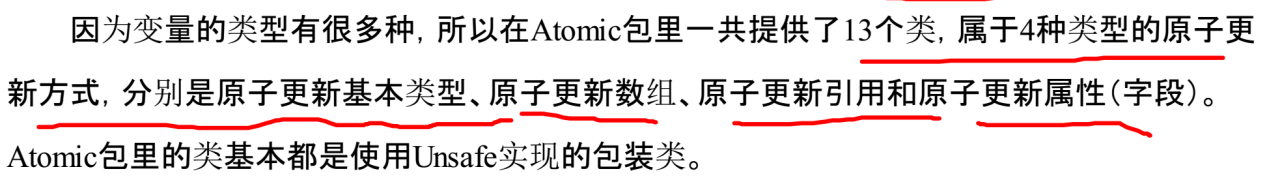 因为变量的类型有很多种，所以在Atomic包里一共提供了13个类，属于4种类型的原子更
新方式，分别是原子更新基本类型、原子更新数组、原子更新引用和原子更新属性（字段）。
Atomic包里的类基本都是使用Unsafe实现的包装类。